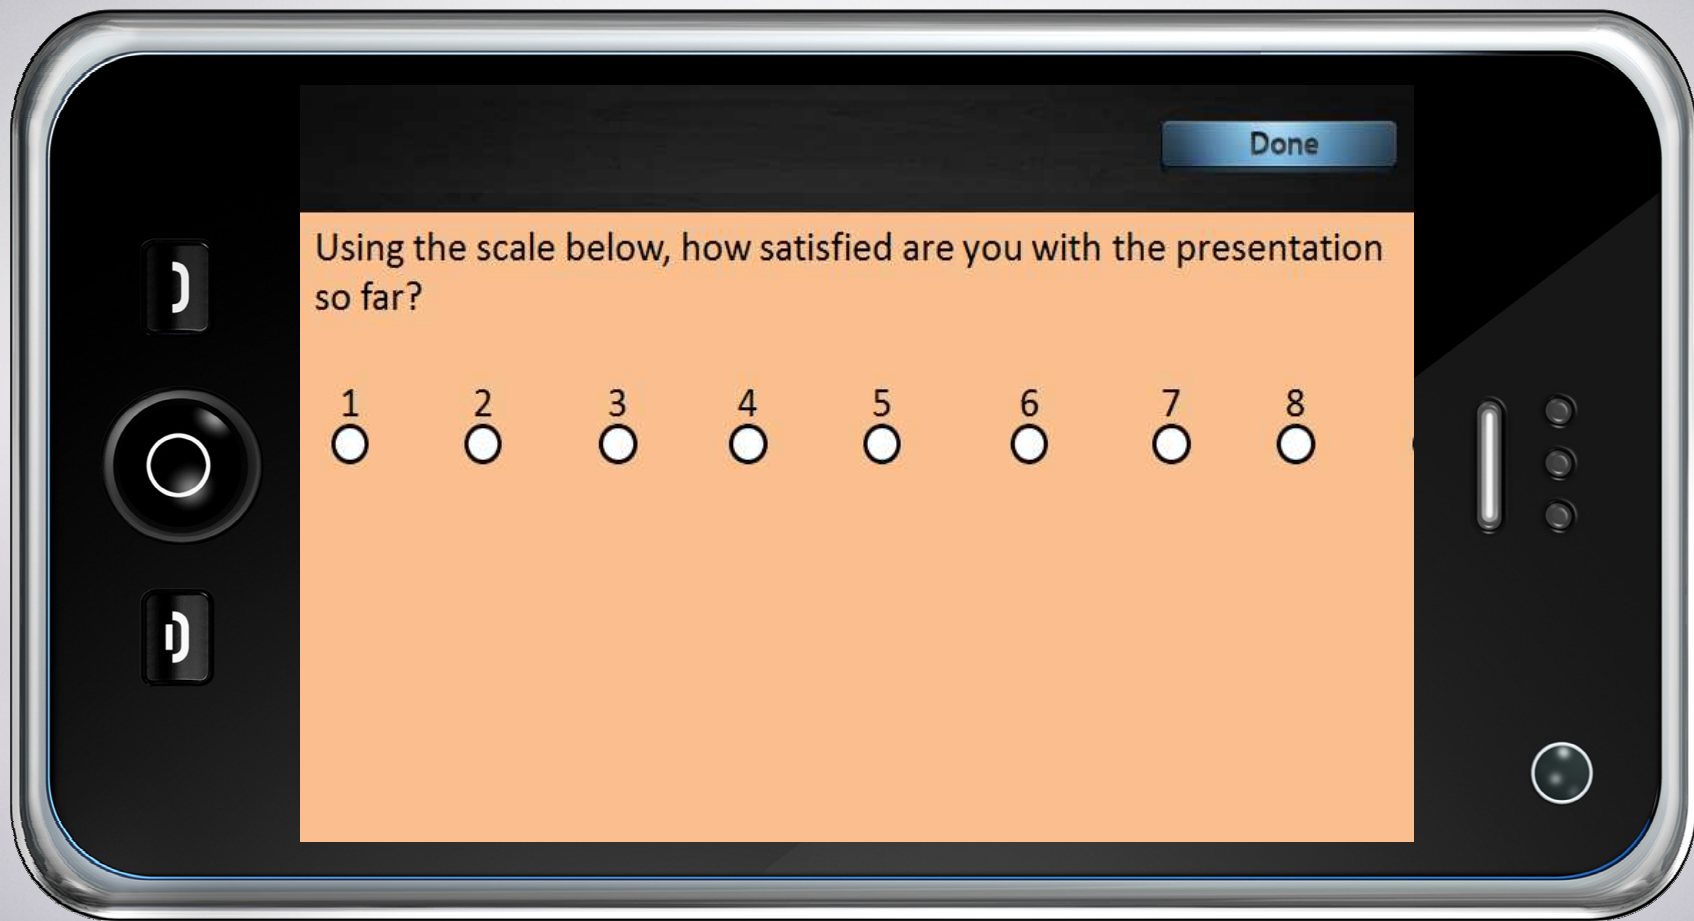 Done
Using the scale below, how satisfied are you with the presentation
so far?
1 2 3 4 5 6 7 8